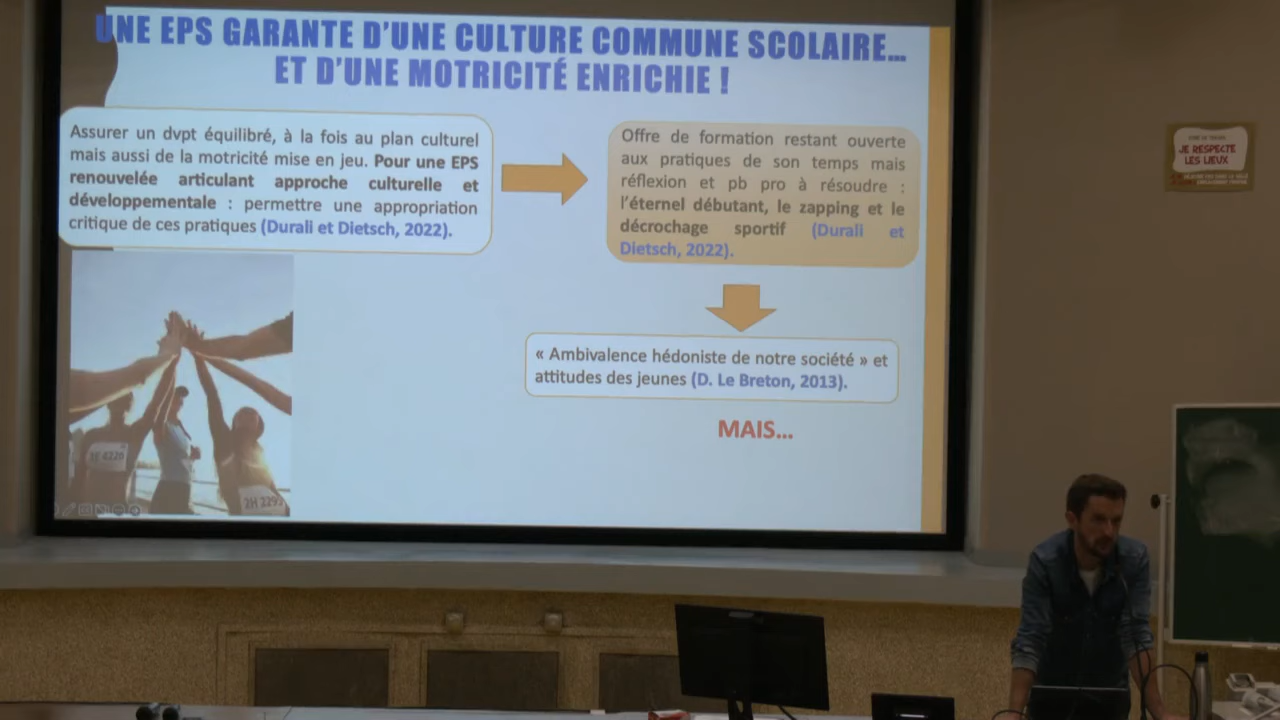 UNE EPS GARANTE D'UNE CULTURE COMMUNE SCOLAIRE...
ET D'UNE MOTRICITÉ ENRICHIE !
Assurer un dvpt équilibré, à la fois au plan culturel
mais aussi de la motricité mise en jeu. Pour une EPS
renouvelée articulant approche culturelle et
développementale : permettre une appropriation
critique de ces pratiques (Durali et Dietsch, 2022).
Offre de formation restant ouverte
aux pratiques de son temps mais
réflexion et pb pro à résoudre :
l'éternel débutant, le zapping et le
décrochage sportif (Durali et
Dietsch, 2022).
« Ambivalence hédoniste de notre société » et
attitudes des jeunes (D. Le Breton, 2013).
MAIS...
2H 2295
JE RESPECTE
LES LIEUX